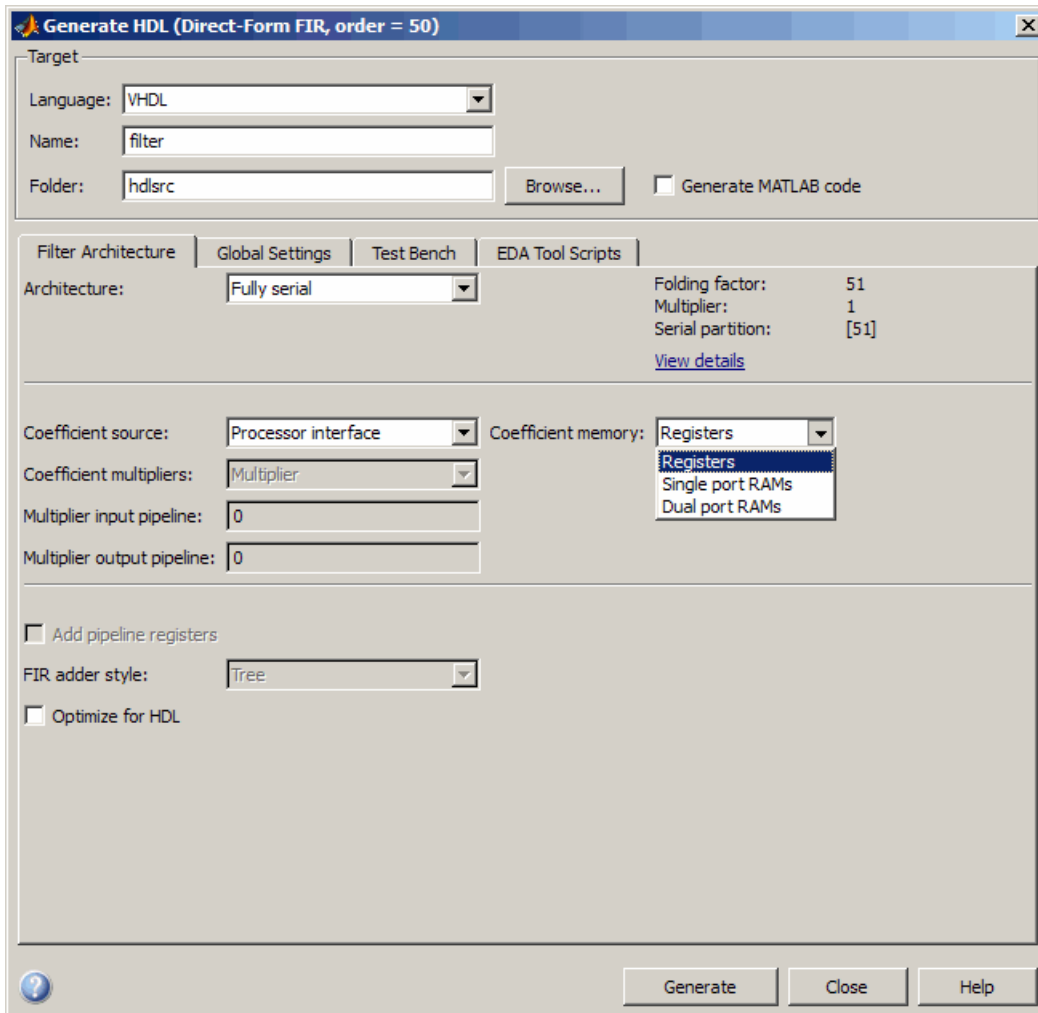 Generate HDL (Direct-Form FIR, order = 50)
Target
Language: VHDL
Name: filter
Folder: hdlsrc Browse... Generate MATLAB code
Filter Architecture Global Settings Test Bench EDA Tool Scripts
Architecture: Fully serial Folding factor: 51
Multiplier: 1
Serial partition: [51]
View details
Coefficient source: Processor interface Coefficient memory: Registers
Registers
Coefficient multipliers: Multiplier Single port RAMs
Dual port RAMs
Multiplier input pipeline: 0
Multiplier output pipeline: 0
Add pipeline registers
FIR adder style: Tree
Optimize for HDL
? Generate Close Help